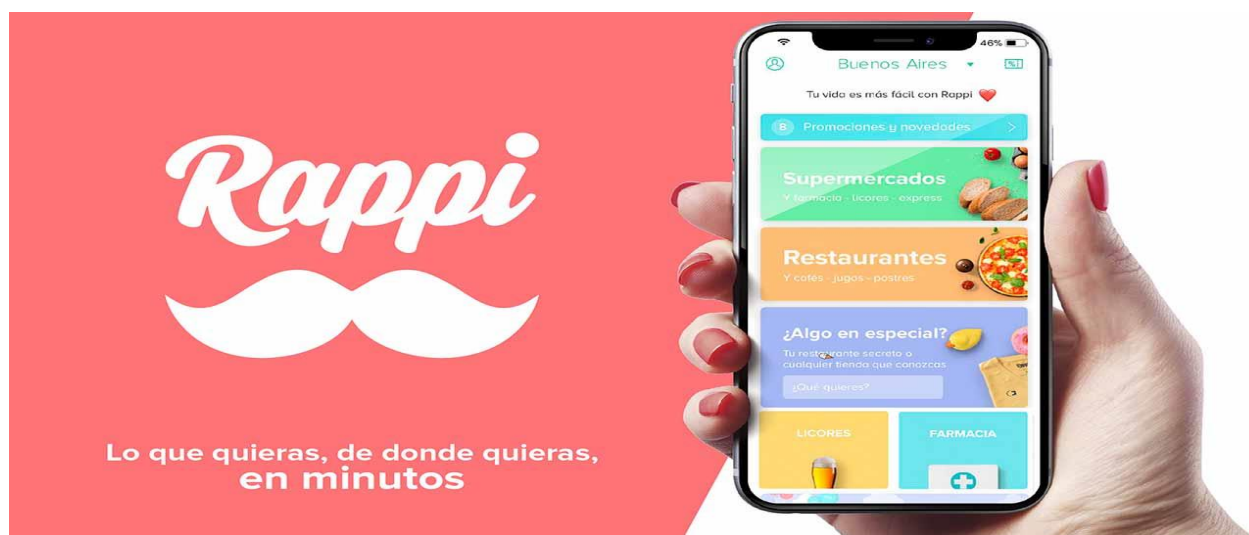 Rappi
Lo que quieras, de donde quieras,
en minutos
46%
Buenos Aires
Tu vida es más fácil con Rappi
8 Promociones y novedades
Supermercados
Y farmacia - licores - express
Restaurantes
Y cafés - jugos - postres
¿Algo en especial?
Tu restaurante secreto o
cualquier tienda que conozcas
¿Qué quieres?
LICORES
FARMACIA